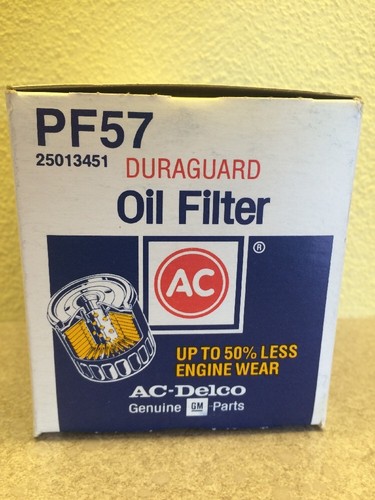 PF57
25013451
DURAGUARD
Oil Filter
AC
®
UP TO 50% LESS
ENGINE WEAR
AC-Delco
Genuine GM Parts